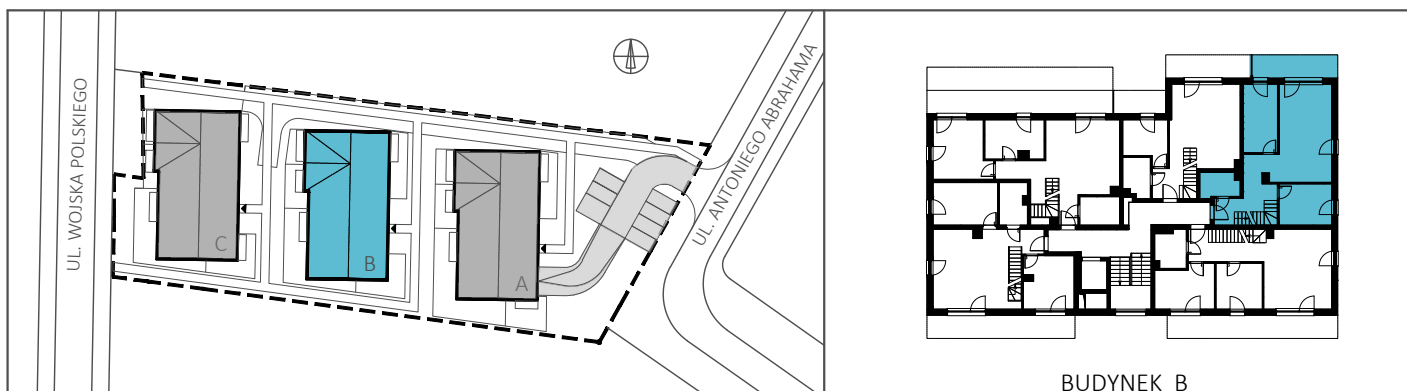 UL. WOJSKA POLSKIEGO
C
B
A
UL. ANTONIEGO ABRAHAMA
BUDYNEK B